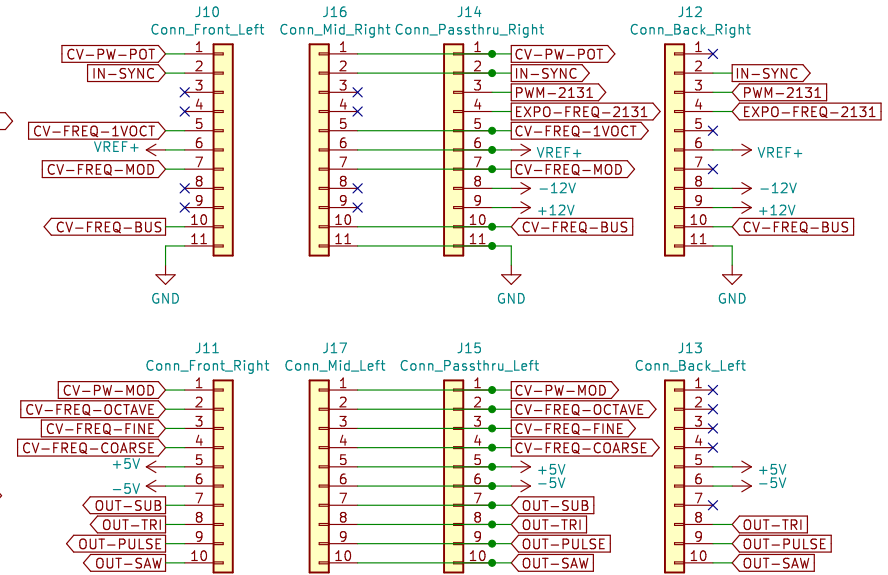 J10 J16 J14 J12
Conn_Front_Left Conn_Mid_Right Conn_Passthru_Right Conn_Back_Right
CV-PW-POT 1 1 1 CV-PW-POT 1
IN-SYNC 2 2 2 IN-SYNC 2 IN-SYNC
3 3 3 PWM-2131 3 PWM-2131
4 4 4 EXPO-FREQ-2131 4 EXPO-FREQ-2131
CV-FREQ-1VOCT 5 5 5 CV-FREQ-1VOCT 5
VREF+ 6 6 6 VREF+ 6 VREF+
CV-FREQ-MOD 7 7 7 CV-FREQ-MOD 7
8 8 8 -12V 8 -12V
9 9 9 +12V 9 +12V
CV-FREQ-BUS 10 10 10 CV-FREQ-BUS 10 CV-FREQ-BUS
11 11 11 11
GND GND GND
J11 J17 J15 J13
Conn_Front_Right Conn_Mid_Left Conn_Passthru_Left Conn_Back_Left
CV-PW-MOD 1 1 1 CV-PW-MOD 1
CV-FREQ-OCTAVE 2 2 2 CV-FREQ-OCTAVE 2
CV-FREQ-FINE 3 3 3 CV-FREQ-FINE 3
CV-FREQ-COARSE 4 4 4 CV-FREQ-COARSE 4
+5V 5 5 5 +5V 5 +5V
-5V 6 6 6 -5V 6 -5V
OUT-SUB 7 7 7 OUT-SUB 7
OUT-TRI 8 8 8 OUT-TRI 8 OUT-TRI
OUT-PULSE 9 9 9 OUT-PULSE 9 OUT-PULSE
OUT-SAW 10 10 10 OUT-SAW 10 OUT-SAW